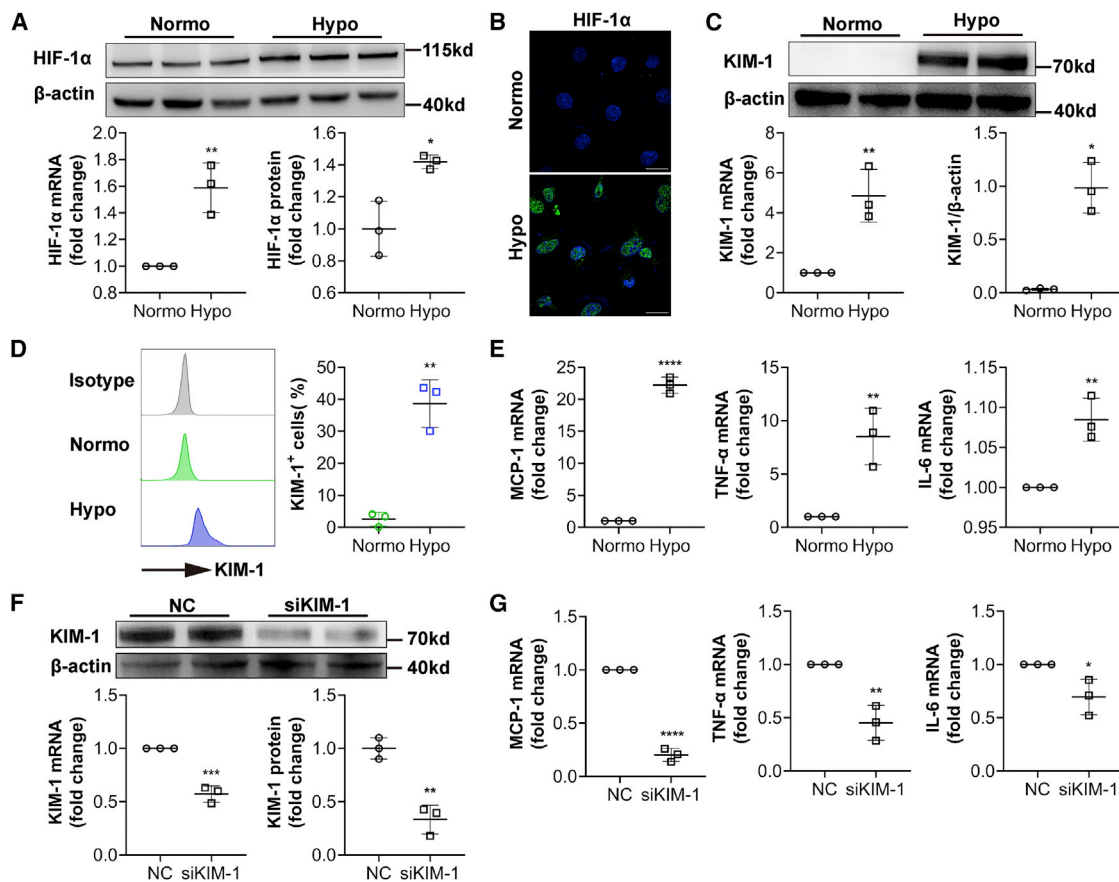 A
Normo Hypo
HIF-1α
115kd
β-actin
40kd
HIF-1α mRNA
(fold change)
2.0
1.8
1.6
1.4
1.2
1.0
0.8
**
Normo Hypo
HIF-1α protein
(fold change)
1.6
1.4
1.2
1.0
0.8
0.6
*
Normo Hypo
B
HIF-1α
Normo
Hypo
C
Normo Hypo
KIM-1
70kd
β-actin
40kd
KIM-1 mRNA
(fold change)
8
6
4
2
0
**
Normo Hypo
KIM-1/β-actin
1.5
1.0
0.5
0.0
*
Normo Hypo
D
Isotype
Normo
Hypo
KIM-1
KIM-1+ cells( %)
50
40
30
20
10
0
**
Normo Hypo
E
MCP-1 mRNA
(fold change)
25
20
15
10
5
0
****
Normo Hypo
TNF-α mRNA
(fold change)
15
10
5
0
**
Normo Hypo
IL-6 mRNA
(fold change)
1.15
1.10
1.05
1.00
0.95
**
Normo Hypo
F
NC siKIM-1
KIM-1
70kd
β-actin
40kd
KIM-1 mRNA
(fold change)
1.5
1.0
0.5
0.0
***
NC siKIM-1
KIM-1 protein
(fold change)
1.5
1.0
0.5
0.0
**
NC siKIM-1
G
MCP-1 mRNA
(fold change)
1.5
1.0
0.5
0.0
****
NC siKIM-1
TNF-α mRNA
(fold change)
1.5
1.0
0.5
0.0
**
NC siKIM-1
IL-6 mRNA
(fold change)
1.5
1.0
0.5
0.0
*
NC siKIM-1